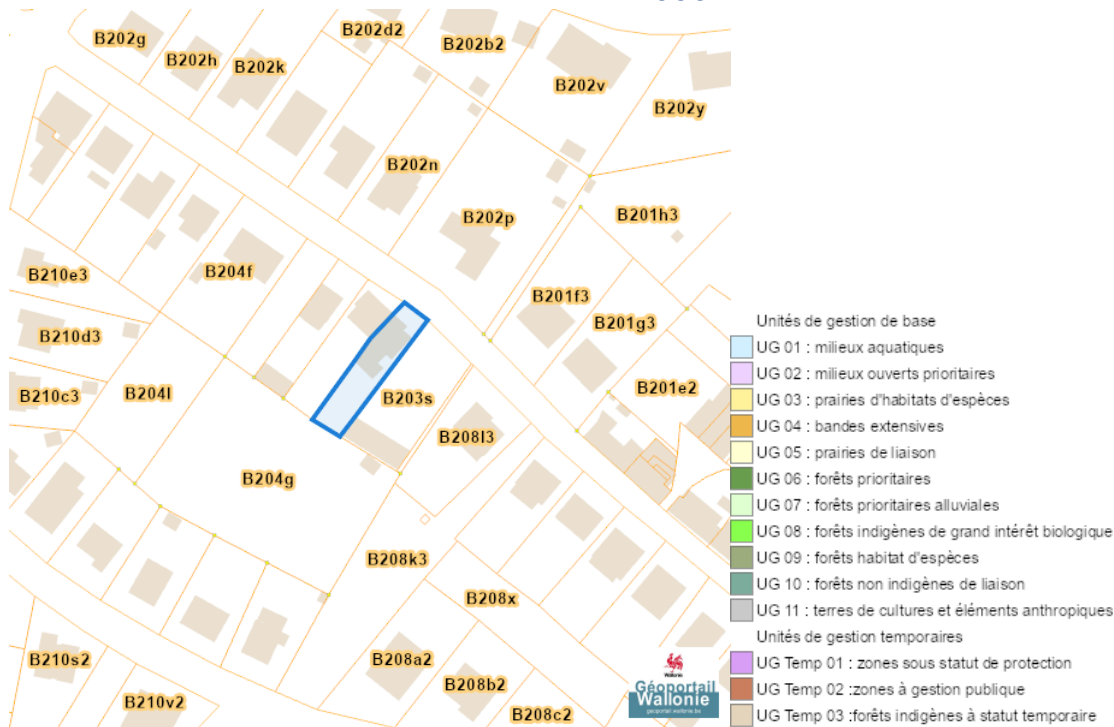 B202g
B202h
B202k
B202d2
B202b2
B202v
B202y
B202n
B202p
B201h3
B204f
B210e3
B201f3
B201g3
B210d3
B210c3
B204l
B203s
B201e2
B208l3
B204g
B208k3
B208x
B210s2
B210v2
B208a2
B208b2
B208c2
Wallonie
Géoportail
Wallonie
geoportail.wallonie.be
Unités de gestion de base
UG 01 : milieux aquatiques
UG 02 : milieux ouverts prioritaires
UG 03 : prairies d'habitats d'espèces
UG 04 : bandes extensives
UG 05 : prairies de liaison
UG 06 : forêts prioritaires
UG 07 : forêts prioritaires alluviales
UG 08 : forêts indigènes de grand intérêt biologique
UG 09 : forêts habitat d'espèces
UG 10 : forêts non indigènes de liaison
UG 11 : terres de cultures et éléments anthropiques
Unités de gestion temporaires
UG Temp 01 : zones sous statut de protection
UG Temp 02 :zones à gestion publique
UG Temp 03 :forêts indigènes à statut temporaire